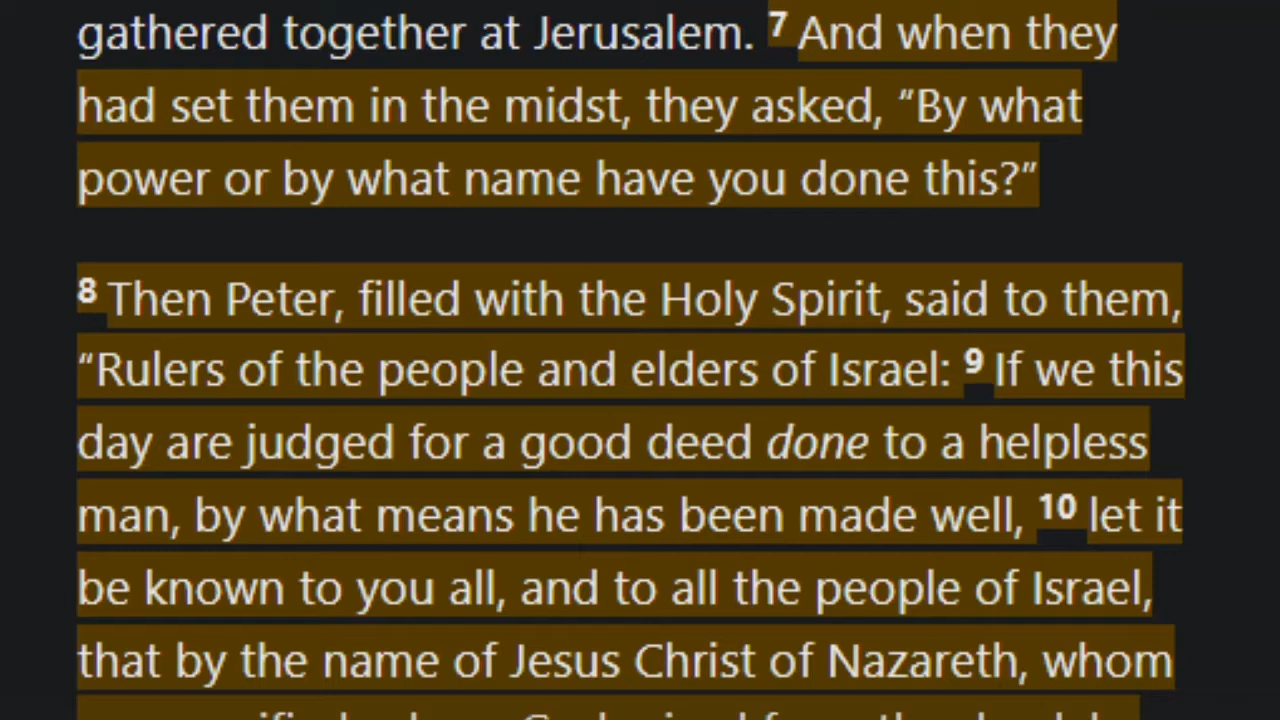 gathered together at Jerusalem. 7 And when they
had set them in the midst, they asked, “By what
power or by what name have you done this?”
8 Then Peter, filled with the Holy Spirit, said to them,
“Rulers of the people and elders of Israel: 9 If we this
day are judged for a good deed done to a helpless
man, by what means he has been made well, 10 let it
be known to you all, and to all the people of Israel,
that by the name of Jesus Christ of Nazareth, whom